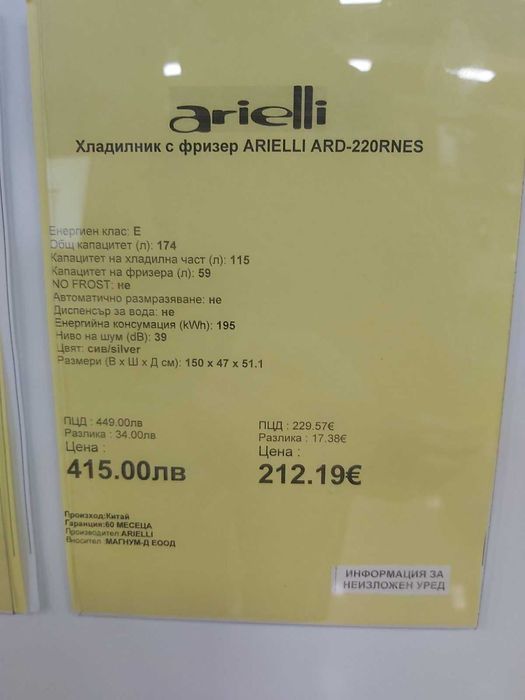 arielli
Хладилник с фризер ARIELLI ARD-220RNES
Енергиен клас: E
Общ капацитет (л): 174
Капацитет на хладилна част (л): 115
Капацитет на фризера (л): 59
NO FROST: не
Автоматично размразяване: не
Диспенсър за вода: не
Енергийна консумация (kWh): 195
Ниво на шум (dB): 39
Цвят: сив/silver
Размери (В x Ш x Д см): 150 x 47 x 51.1
ПЦД : 449.00лв
Разлика : 34.00лв
Цена :
415.00лв
ПЦД : 229.57€
Разлика : 17.38€
Цена :
212.19€
Произход:Китай
Гаранция:60 МЕСЕЦА
Производител:ARIELLI
Вносител :МАГНУМ-Д ЕООД
ИНФОРМАЦИЯ ЗА
НЕИЗЛОЖЕН УРЕД